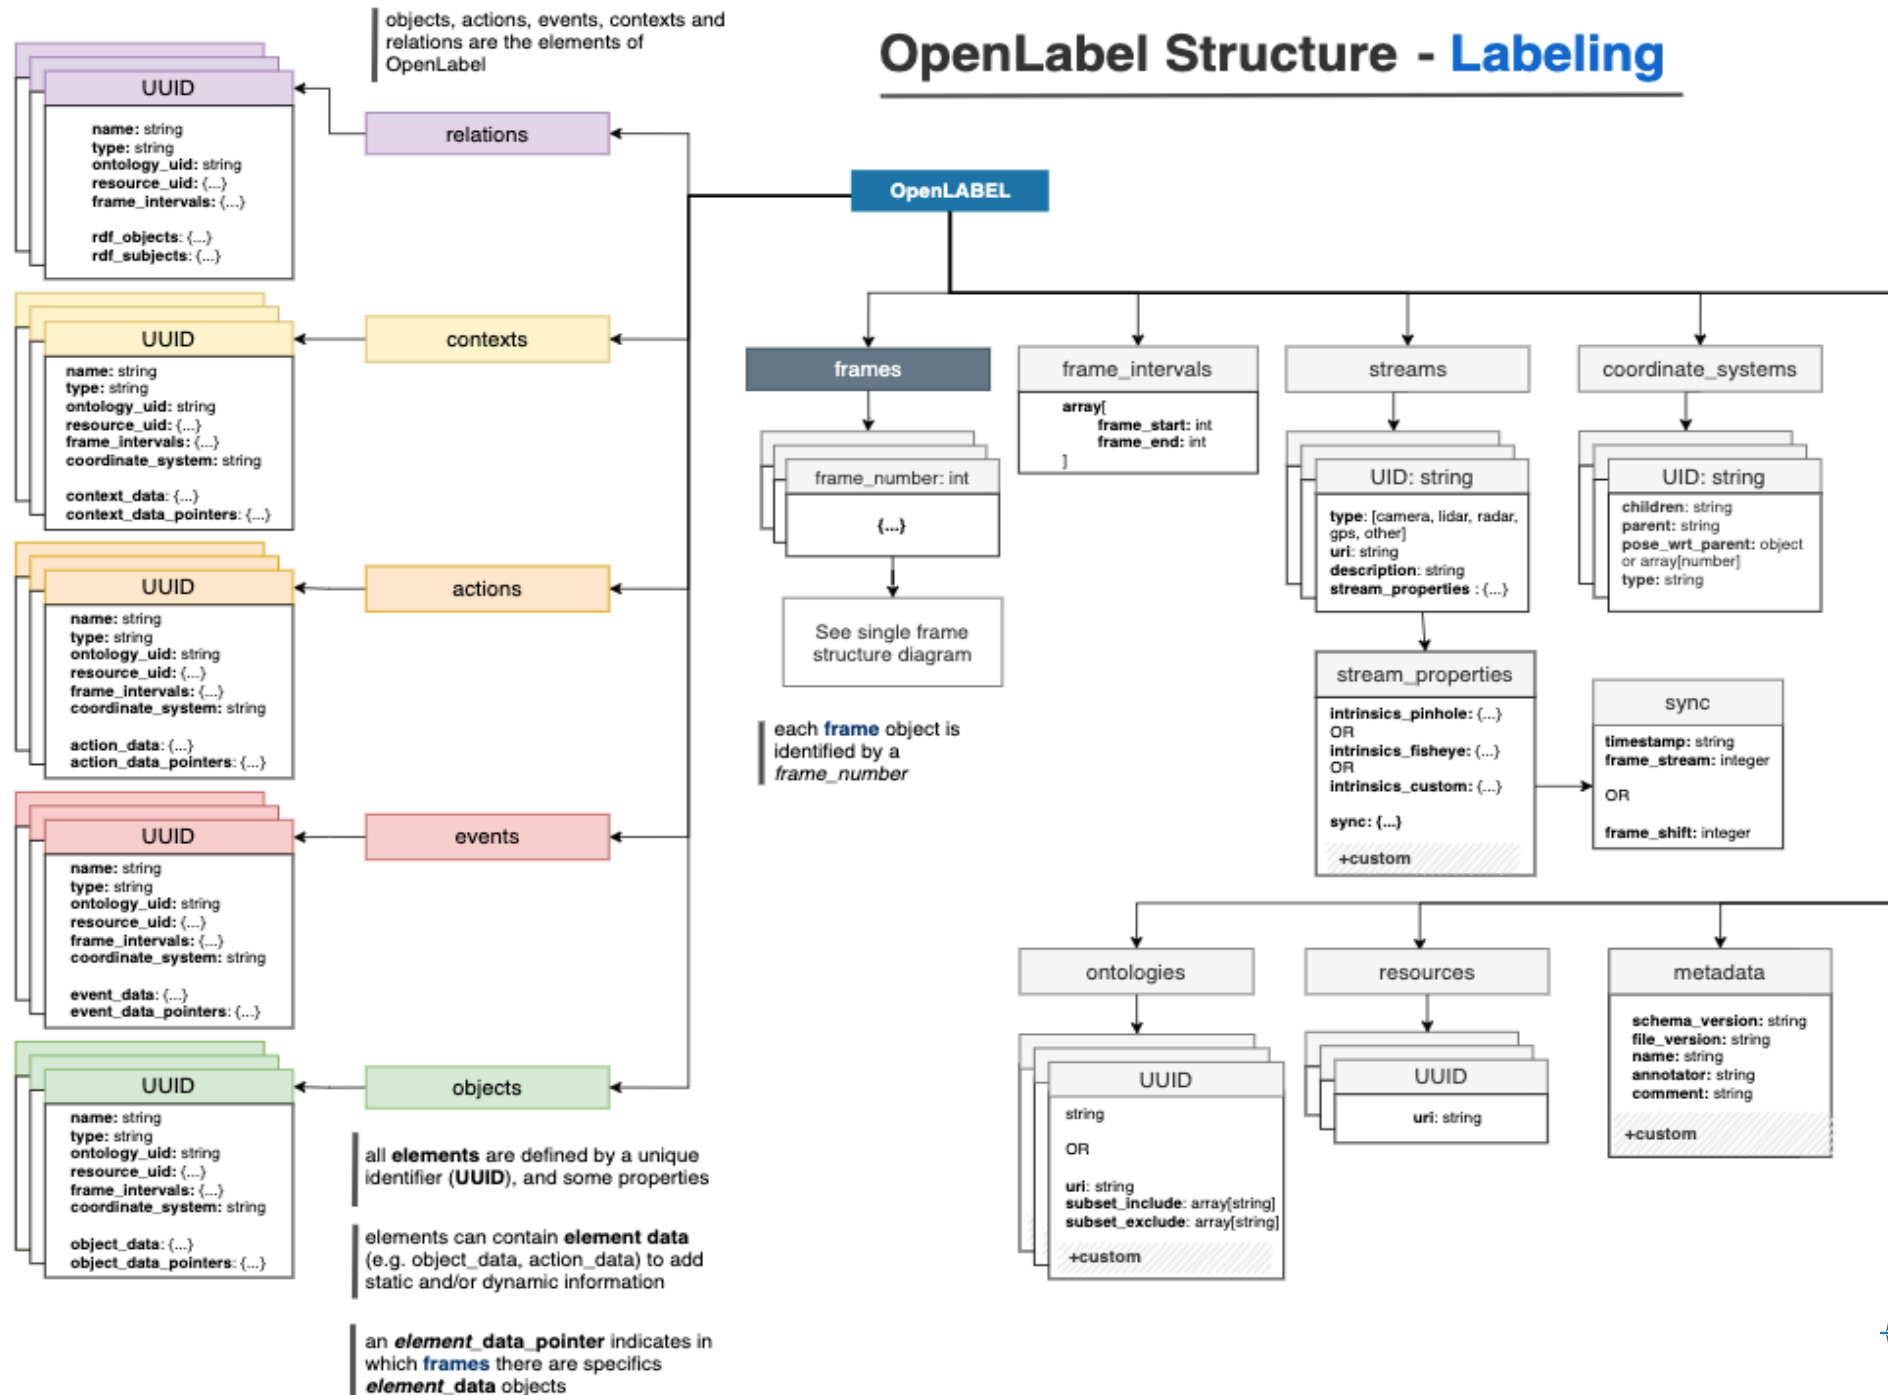 objects, actions, events, contexts and
relations are the elements of
OpenLabel
OpenLabel Structure - Labeling
UUID
name: string
type: string
ontology_uid: string
resource_uid: {...}
frame_intervals: {...}
rdf_objects: {...}
rdf_subjects: {...}
relations
OpenLABEL
UUID
name: string
type: string
ontology_uid: string
resource_uid: {...}
frame_intervals: {...}
coordinate_system: string
context_data: {...}
context_data_pointers: {...}
contexts
UUID
name: string
type: string
ontology_uid: string
resource_uid: {...}
frame_intervals: {...}
coordinate_system: string
action_data: {...}
action_data_pointers: {...}
actions
UUID
name: string
type: string
ontology_uid: string
resource_uid: {...}
frame_intervals: {...}
coordinate_system: string
event_data: {...}
event_data_pointers: {...}
events
UUID
name: string
type: string
ontology_uid: string
resource_uid: {...}
frame_intervals: {...}
coordinate_system: string
object_data: {...}
object_data_pointers: {...}
objects
all elements are defined by a unique
identifier (UUID), and some properties
elements can contain element data
(e.g. object_data, action_data) to add
static and/or dynamic information
an element_data_pointer indicates in
which frames there are specifics
element_data objects
frames
frame_number: int
{...}
See single frame
structure diagram
each frame object is
identified by a
frame_number
frame_intervals
array[
frame_start: int
frame_end: int
]
streams
UID: string
type: [camera, lidar, radar,
gps, other]
uri: string
description: string
stream_properties : {...}
stream_properties
intrinsics_pinhole: {...}
OR
intrinsics_fisheye: {...}
OR
intrinsics_custom: {...}
sync: {...}
+custom
coordinate_systems
UID: string
children: string
parent: string
pose_wrt_parent: object
or array[number]
type: string
sync
timestamp: string
frame_stream: integer
OR
frame_shift: integer
ontologies
UUID
string
OR
uri: string
subset_include: array[string]
subset_exclude: array[string]
+custom
resources
UUID
uri: string
metadata
schema_version: string
file_version: string
name: string
annotator: string
comment: string
+custom